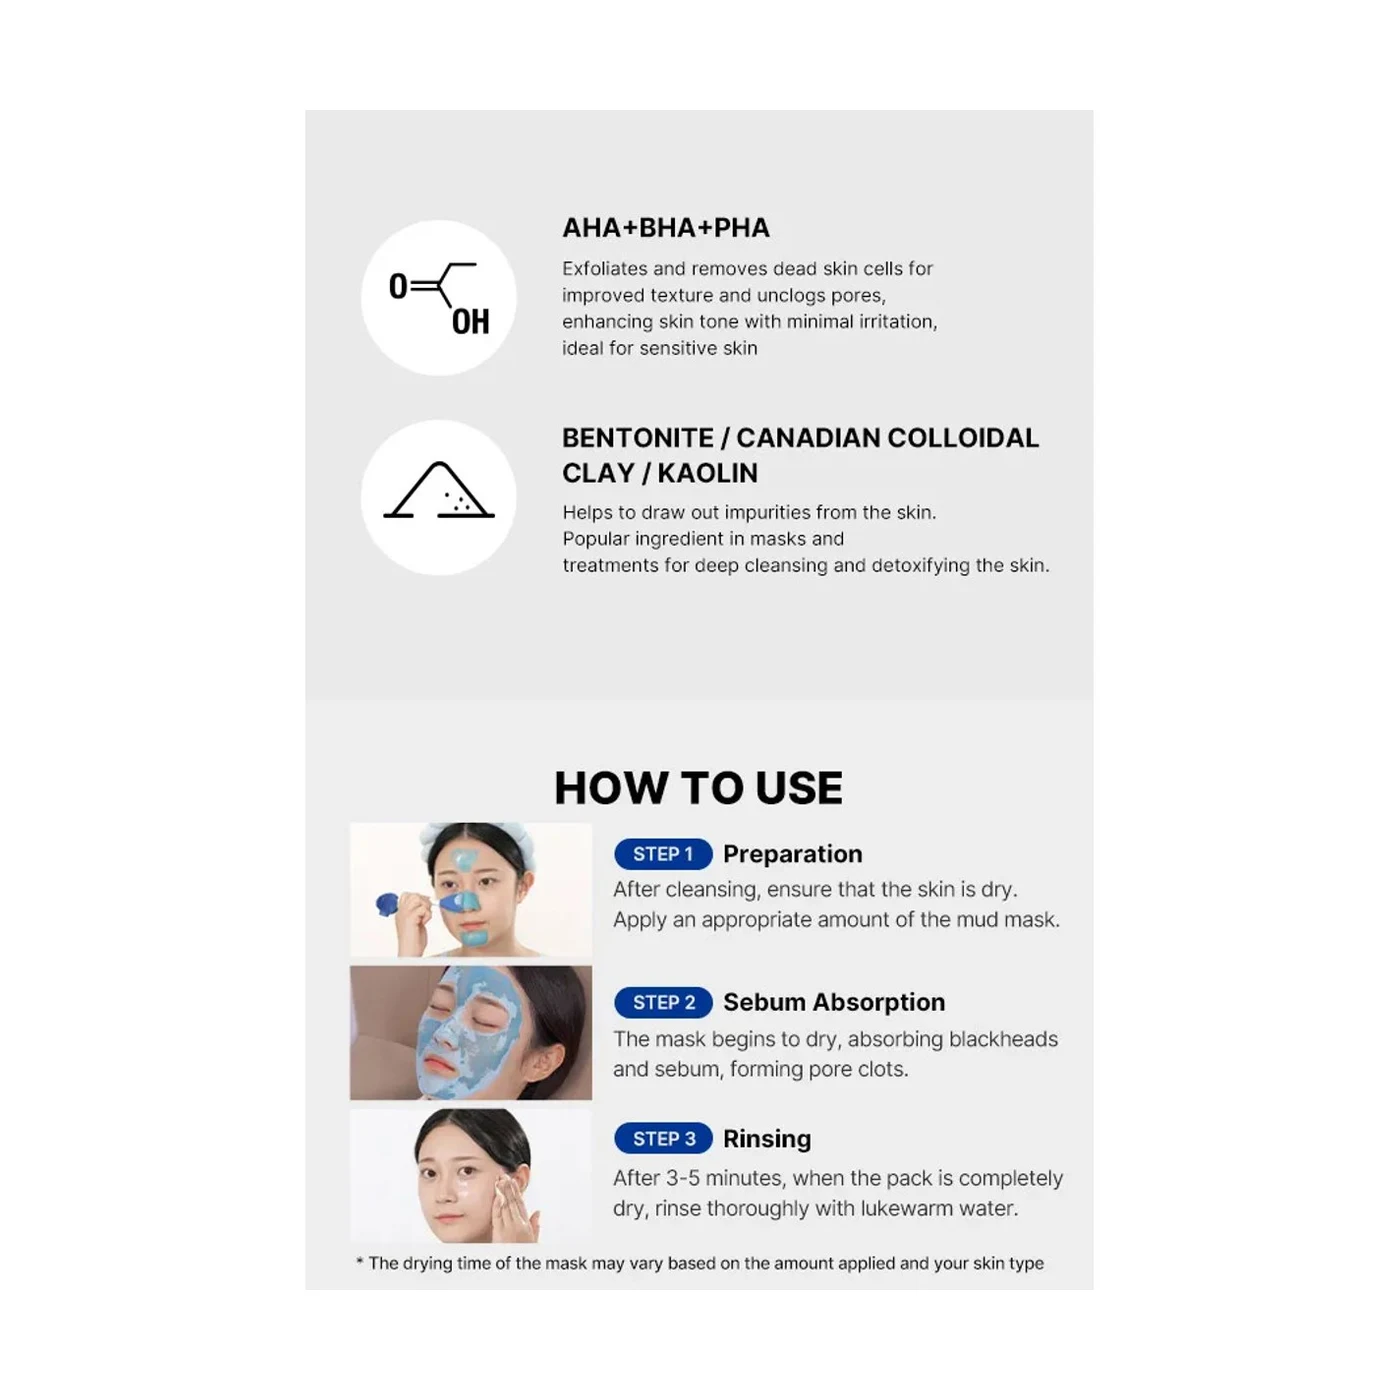 O
OH
AHA+BHA+PHA
Exfoliates and removes dead skin cells for
improved texture and unclogs pores,
enhancing skin tone with minimal irritation,
ideal for sensitive skin
BENTONITE / CANADIAN COLLOIDAL
CLAY / KAOLIN
Helps to draw out impurities from the skin.
Popular ingredient in masks and
treatments for deep cleansing and detoxifying the skin.
HOW TO USE
STEP 1 Preparation
After cleansing, ensure that the skin is dry.
Apply an appropriate amount of the mud mask.
STEP 2 Sebum Absorption
The mask begins to dry, absorbing blackheads
and sebum, forming pore clots.
STEP 3 Rinsing
After 3-5 minutes, when the pack is completely
dry, rinse thoroughly with lukewarm water.
* The drying time of the mask may vary based on the amount applied and your skin type